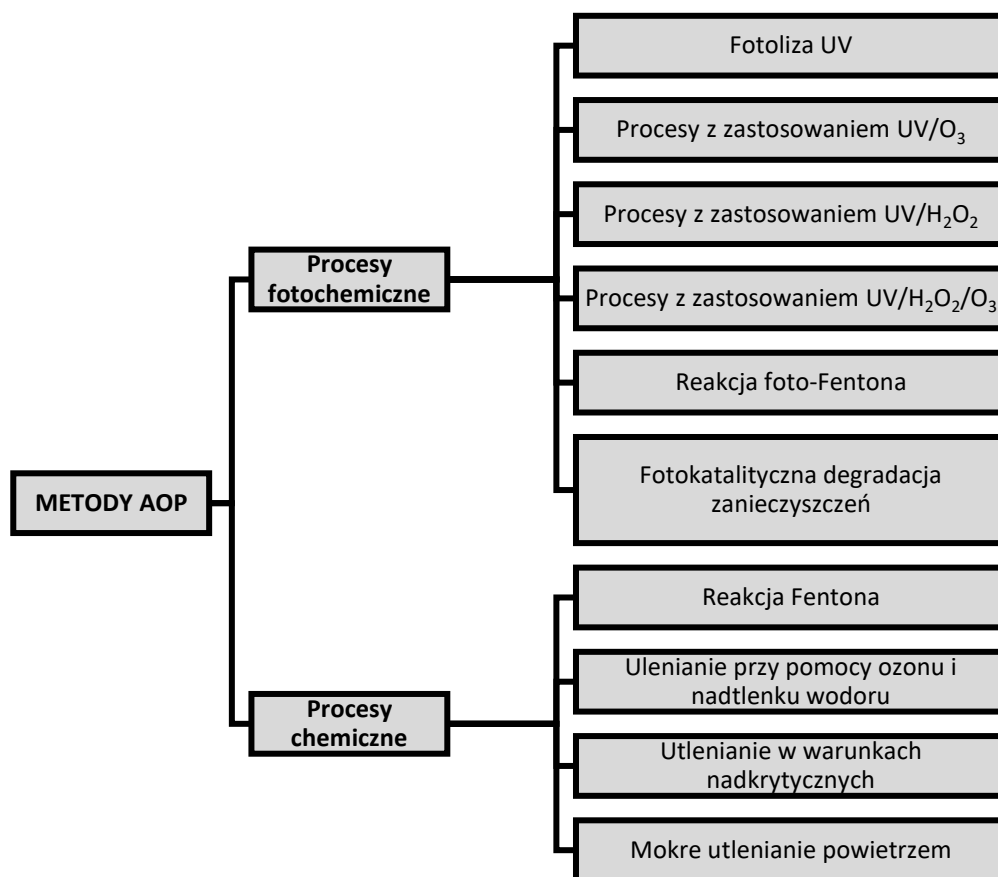 Fotoliza UV
Procesy z zastosowaniem UV/O₃
Procesy z zastosowaniem UV/H₂O₂
Procesy
fotochemiczne
Procesy z zastosowaniem UV/H₂O₂/O₃
Reakcja foto-Fentona
Fotokatalityczna degradacja
zanieczyszczeń
METODY AOP
Reakcja Fentona
Ulenianie przy pomocy ozonu i
nadtlenku wodoru
Procesy
chemiczne
Utlenianie w warunkach
nadkrytycznych
Mokre utlenianie powietrzem